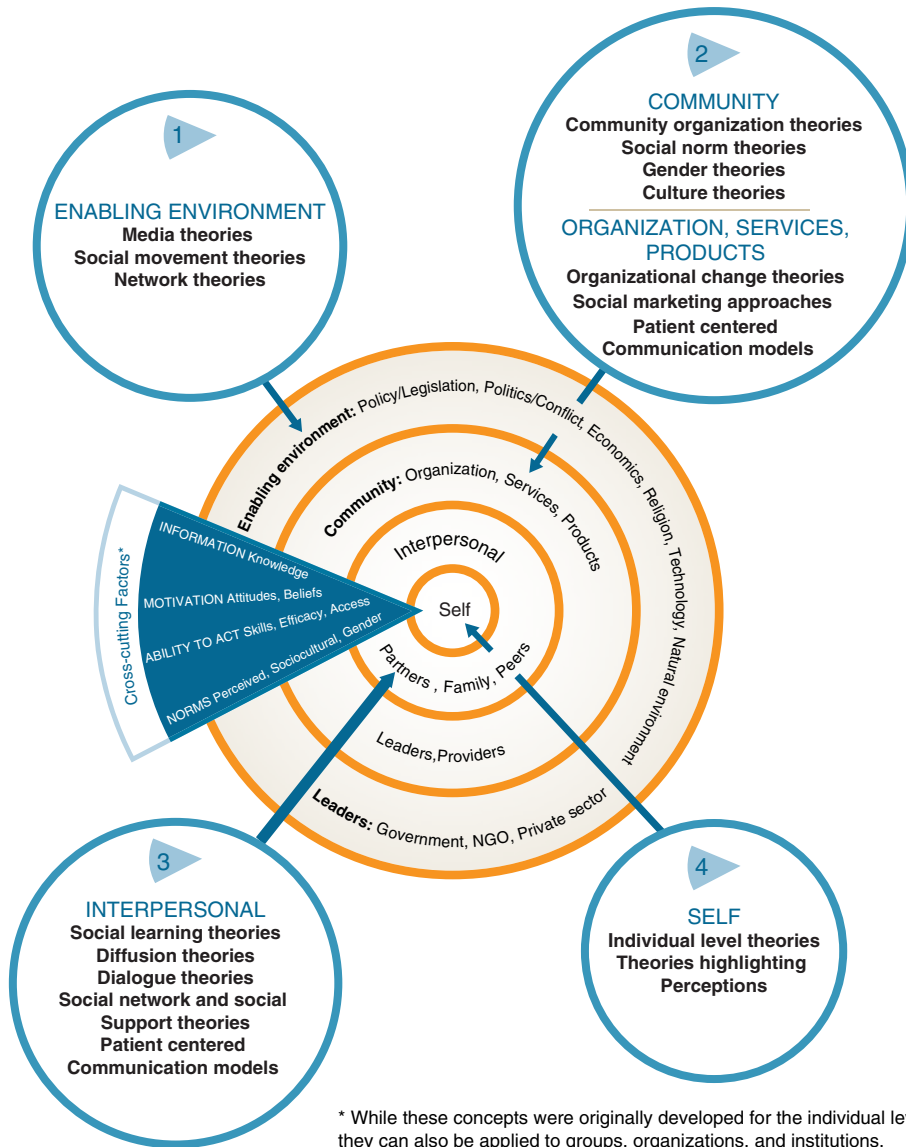 1
ENABLING ENVIRONMENT
Media theories
Social movement theories
Network theories
2
COMMUNITY
Community organization theories
Social norm theories
Gender theories
Culture theories
ORGANIZATION, SERVICES,
PRODUCTS
Organizational change theories
Social marketing approaches
Patient centered
Communication models
Enabling environment: Policy/Legislation, Politics/Conflict, Economics, Religion, Technology, Natural environment
Community: Organization, Services, Products
Interpersonal
Self
Partners , Family, Peers
Leaders,Providers
Leaders: Government, NGO, Private sector
Cross-cutting Factors*
INFORMATION Knowledge
MOTIVATION Attitudes, Beliefs
ABILITY TO ACT Skills, Efficacy, Access
NORMS Perceived, Sociocultural, Gender
3
INTERPERSONAL
Social learning theories
Diffusion theories
Dialogue theories
Social network and social
Support theories
Patient centered
Communication models
4
SELF
Individual level theories
Theories highlighting
Perceptions
* While these concepts were originally developed for the individual le
they can also be applied to groups, organizations, and institutions.